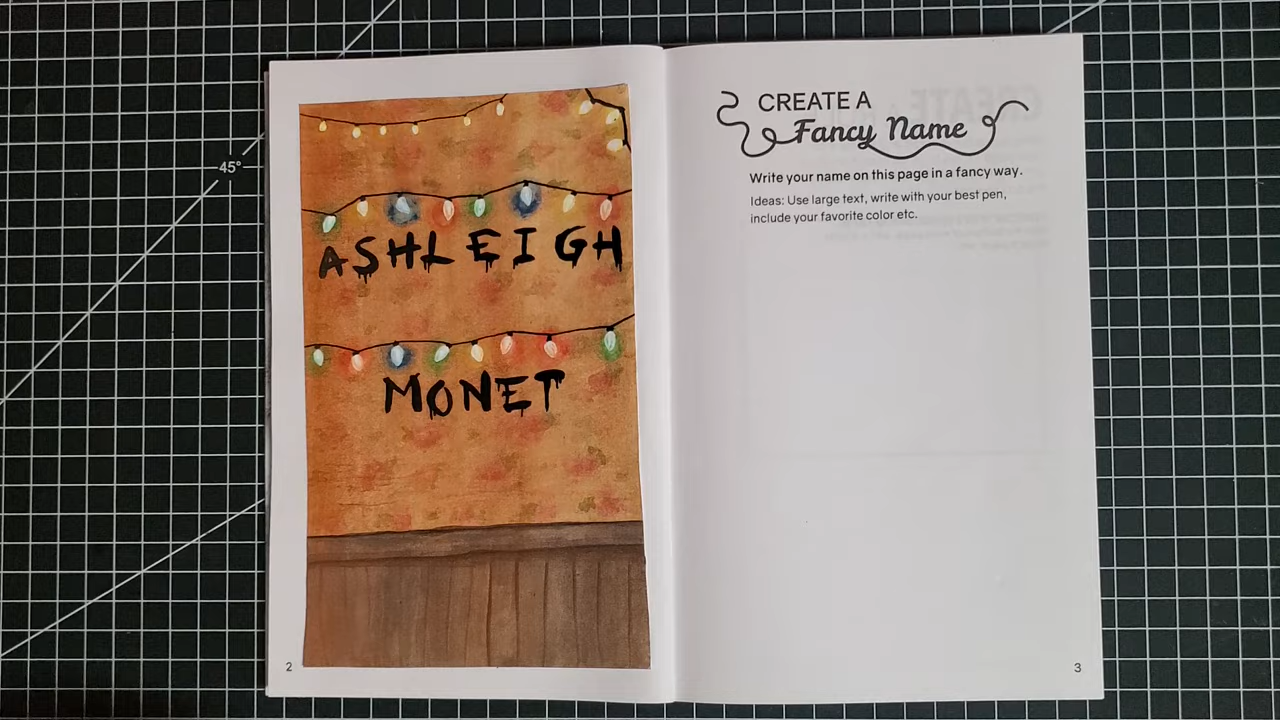 45°
ASHLEIGH
MONET
2
CREATE A
Fancy Name
Write your name on this page in a fancy way.
Ideas: Use large text, write with your best pen,
include your favorite color etc.
3